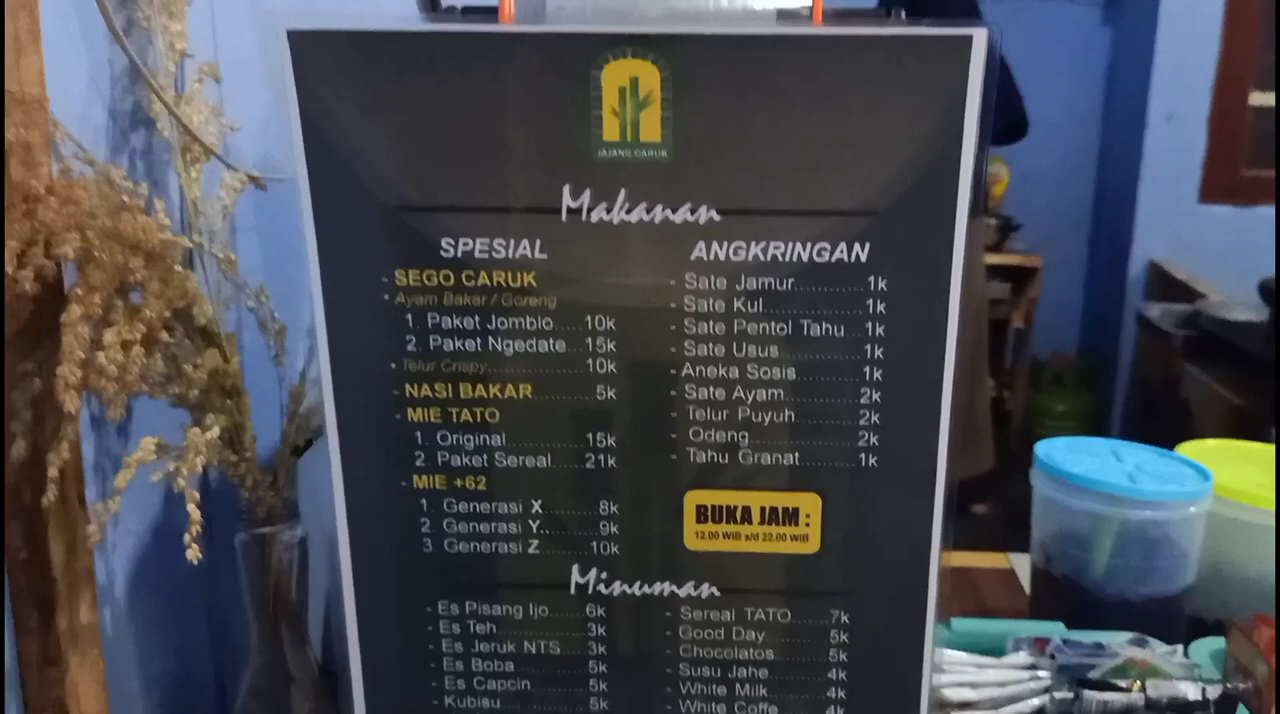 JAJANG CARUK
Makanan
SPESIAL
- SEGO CARUK
• Ayam Bakar / Goreng
1. Paket Jomblo.....10k
2. Paket Ngedate...15k
• Telur Crispy..................10k
- NASI BAKAR...........5k
- MIE TATO
1. Original..............15k
2. Paket Sereal.....21k
- MIE +62
1. Generasi X.........8k
2. Generasi Y.........9k
3 Generasi Z........10k
ANGKRINGAN
- Sate Jamur............1k
- Sate Kul.................1k
- Sate Pentol Tahu...1k
- Sate Usus..............1k
- Aneka Sosis...........1k
- Sate Ayam.............2k
- Telur Puyuh...........2k
- Odeng....................2k
- Tahu Granat..........1k
BUKA JAM :
12.00 WIB s/d 22.00 WIB
Minuman
- Es Pisang Ijo......6k
- Es Teh................3k
- Es Jeruk NTS....3k
- Es Boba.............5k
- Es Capcin..........5k
- Kubisu...............5k
- Sereal TATO......7k
- Good Day..........5k
- Chocolatos........5k
- Susu Jahe.........4k
- White Milk.........4k
- White Coffe.......4k